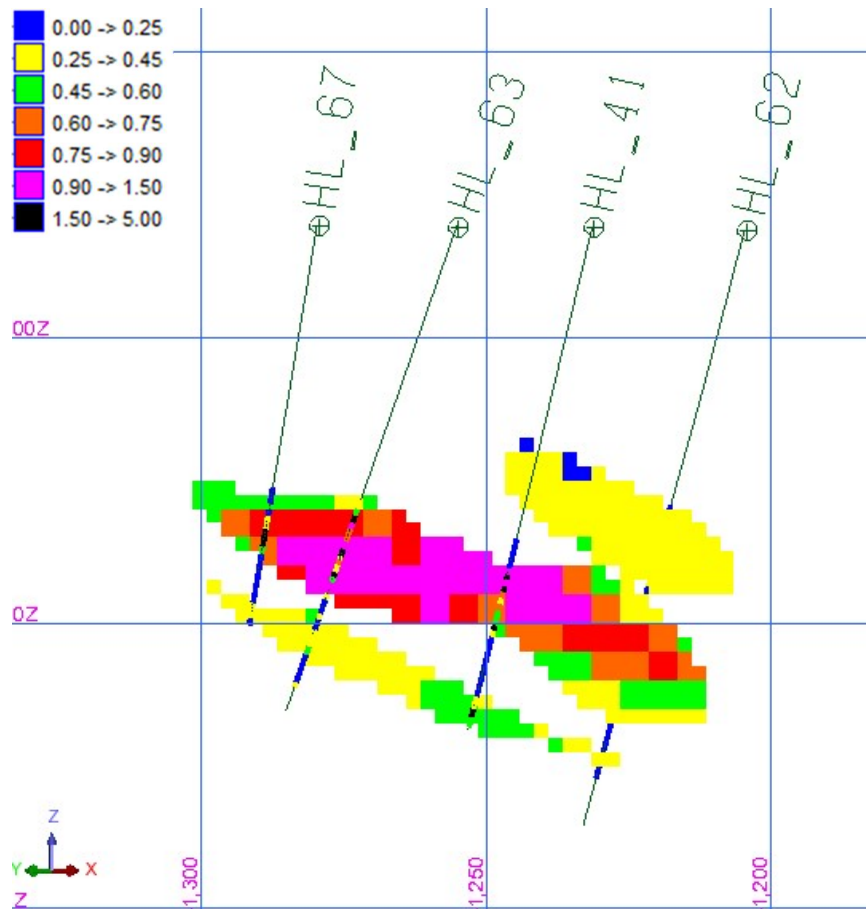 0.00 -> 0.25
0.25 -> 0.45
0.45 -> 0.60
0.60 -> 0.75
0.75 -> 0.90
0.90 -> 1.50
1.50 -> 5.00
HL_67
HL_63
HL_41
HL_62
00Z
0Z
Z
Y
X
Z
1,300
1,250
1,200